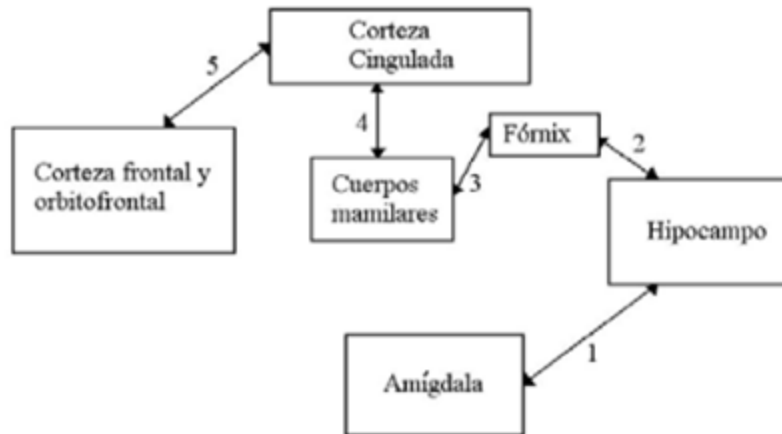 Corteza
Cingulada
5
4
Fórnix
2
Corteza frontal y
orbitofrontal
Cuerpos
mamilares
3
Hipocampo
1
Amígdala